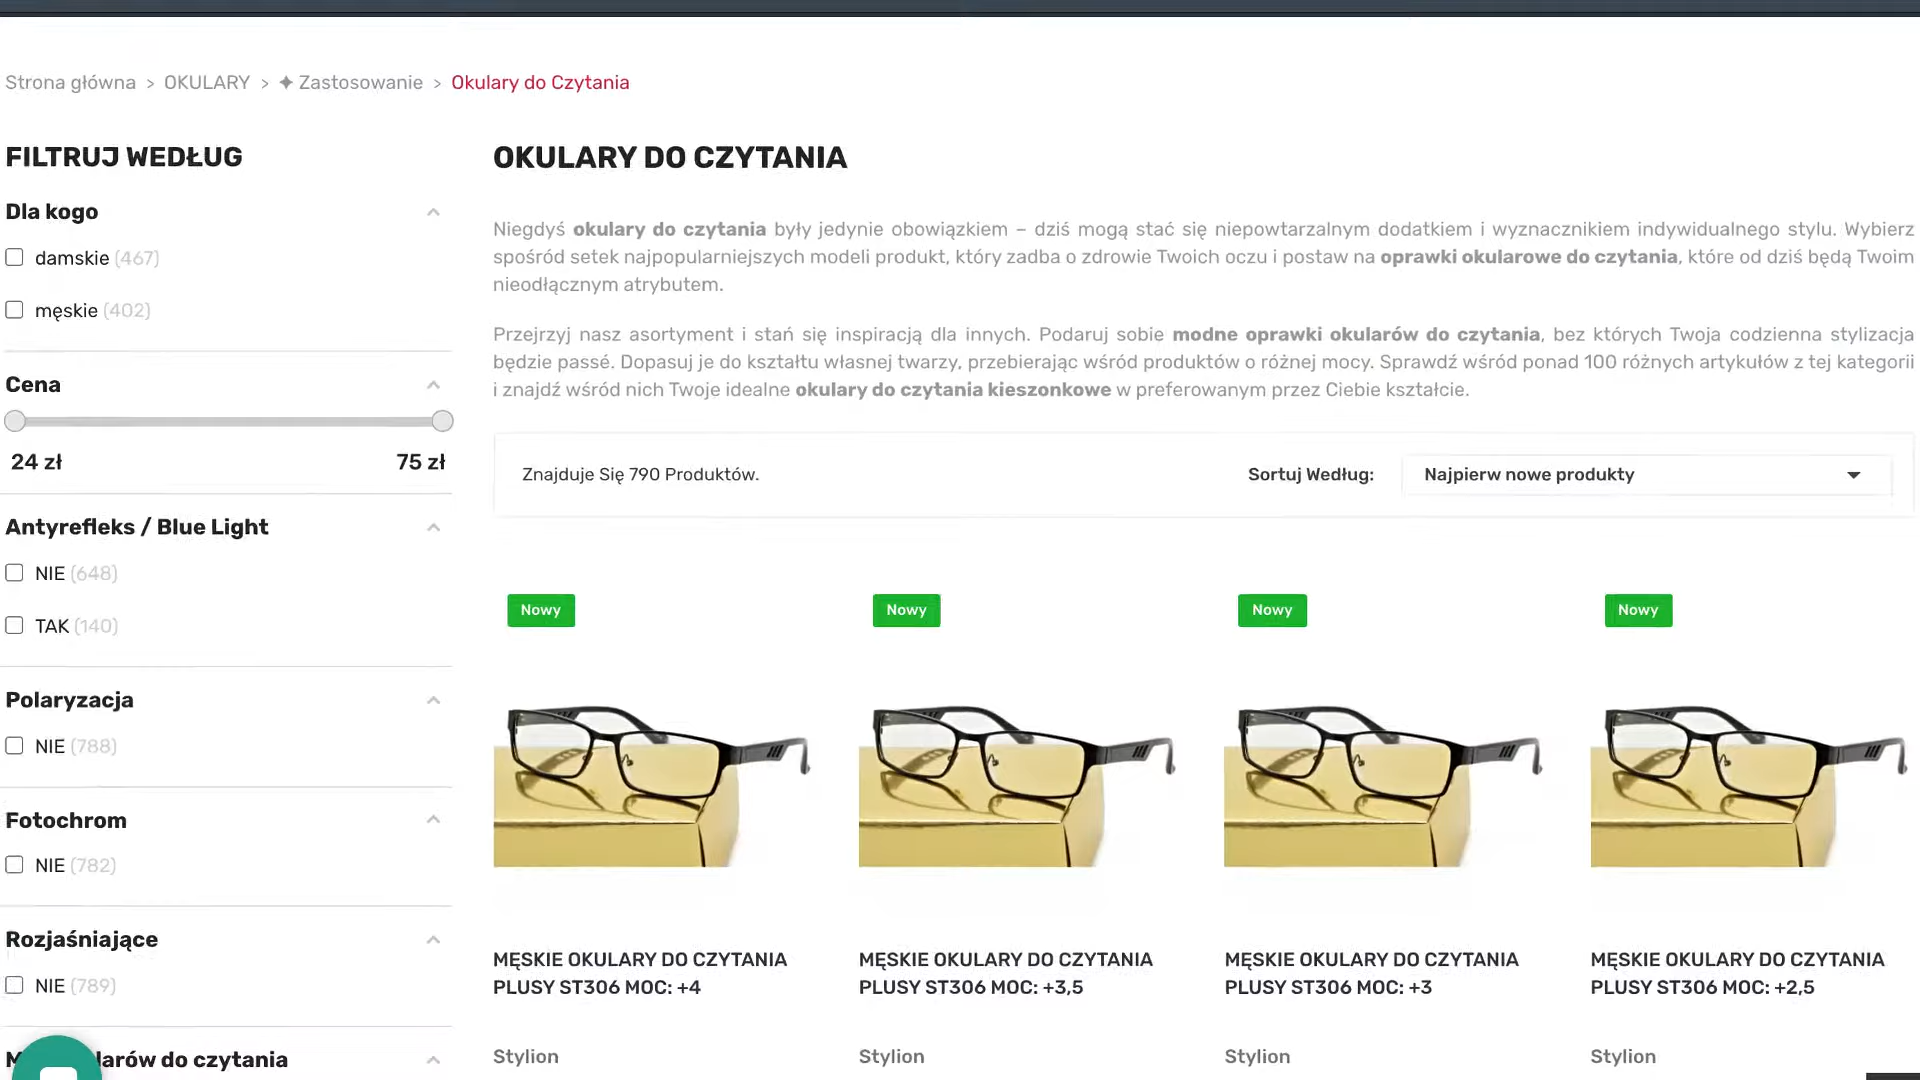 Strona główna > OKULARY > ✦ Zastosowanie > Okulary do Czytania
FILTRUJ WEDŁUG
Dla kogo
damskie (467)
męskie (402)
Cena
24 zł 75 zł
Antyrefleks / Blue Light
NIE (648)
TAK (140)
Polaryzacja
NIE (788)
Fotochrom
NIE (782)
Rozjaśniające
NIE (789)
do czytania
OKULARY DO CZYTANIA
Niegdyś okulary do czytania były jedynie obowiązkiem – dziś mogą stać się niepowtarzalnym dodatkiem i wyznacznikiem indywidualnego stylu. Wybierz
spośród setek najpopularniejszych modeli produkt, który zadba o zdrowie Twoich oczu i postaw na oprawki okularowe do czytania, które od dziś będą Twoim
nieodłącznym atrybutem.
Przejrzyj nasz asortyment i stań się inspiracją dla innych. Podaruj sobie modne oprawki okularów do czytania, bez których Twoja codzienna stylizacja
będzie passé. Dopasuj je do kształtu własnej twarzy, przebierając wśród produktów o różnej mocy. Sprawdź wśród ponad 100 różnych artykułów z tej kategorii
i znajdź wśród nich Twoje idealne okulary do czytania kieszonkowe w preferowanym przez Ciebie kształcie.
Znajduje Się 790 Produktów.
Sortuj Według: Najpierw nowe produkty
Nowy
Nowy
Nowy
Nowy
MĘSKIE OKULARY DO CZYTANIA
PLUSY ST306 MOC: +4
Stylion
MĘSKIE OKULARY DO CZYTANIA
PLUSY ST306 MOC: +3,5
Stylion
MĘSKIE OKULARY DO CZYTANIA
PLUSY ST306 MOC: +3
Stylion
MĘSKIE OKULARY DO CZYTANIA
PLUSY ST306 MOC: +2,5
Stylion